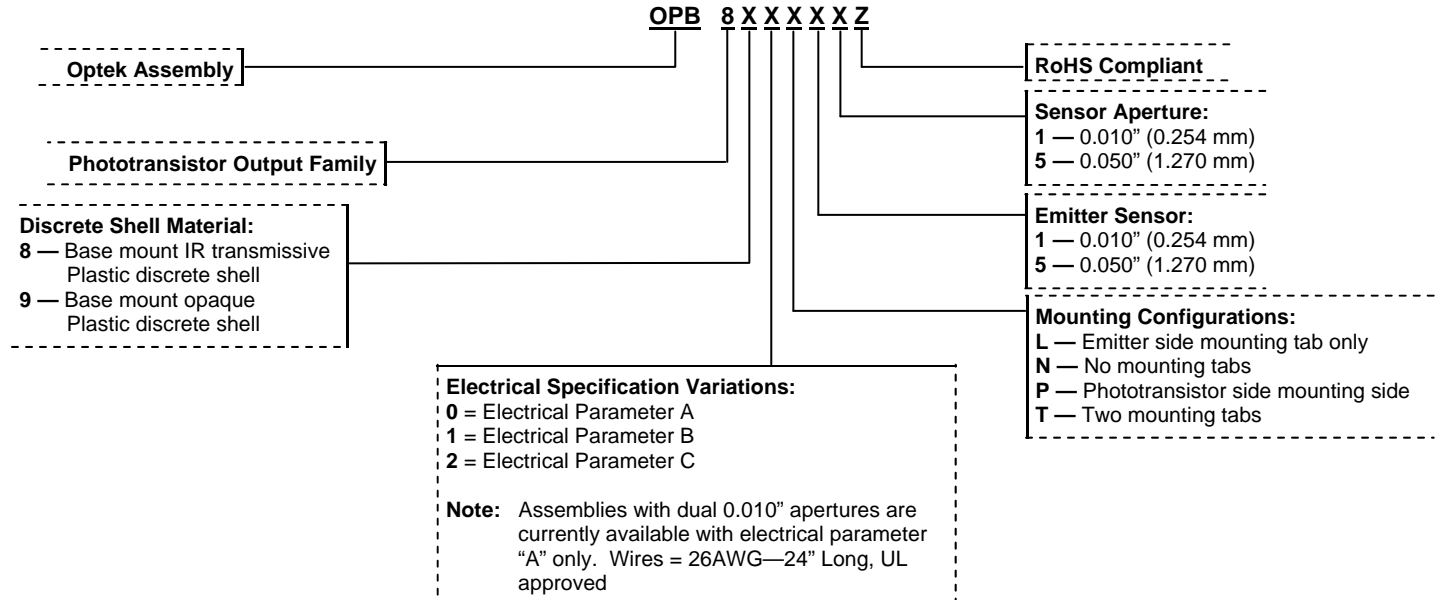 OPB 8 X X X X X Z
Optek Assembly
Phototransistor Output Family
Discrete Shell Material:
8 — Base mount IR transmissive
Plastic discrete shell
9 — Base mount opaque
Plastic discrete shell
Electrical Specification Variations:
0 = Electrical Parameter A
1 = Electrical Parameter B
2 = Electrical Parameter C
Note: Assemblies with dual 0.010” apertures are
currently available with electrical parameter
“A” only. Wires = 26AWG—24” Long, UL
approved
RoHS Compliant
Sensor Aperture:
1 — 0.010” (0.254 mm)
5 — 0.050” (1.270 mm)
Emitter Sensor:
1 — 0.010” (0.254 mm)
5 — 0.050” (1.270 mm)
Mounting Configurations:
L — Emitter side mounting tab only
N — No mounting tabs
P — Phototransistor side mounting side
T — Two mounting tabs